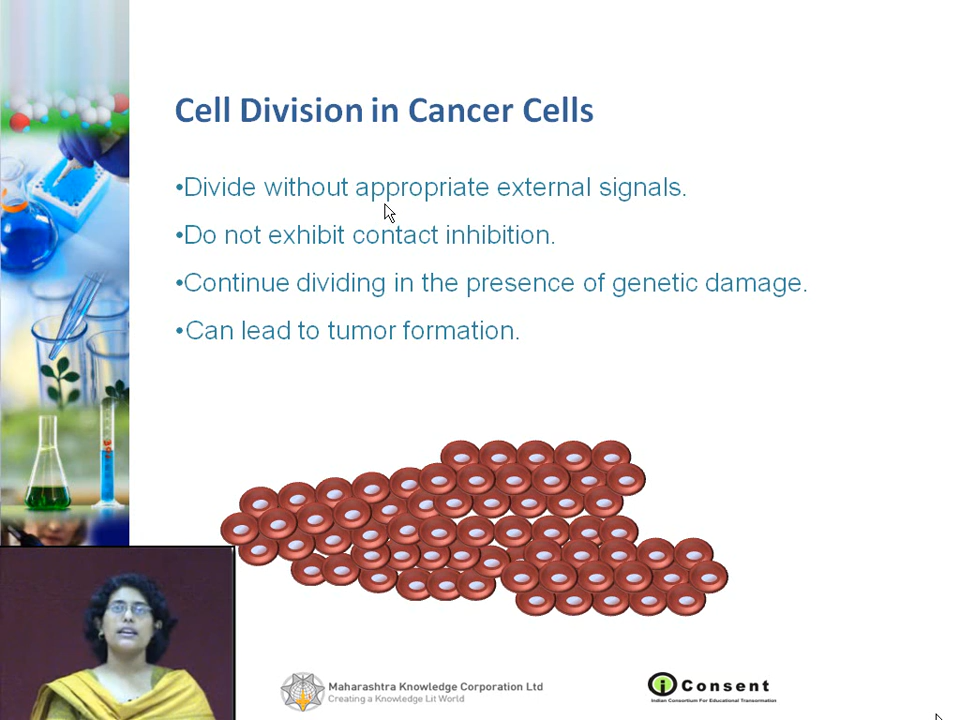 Cell Division in Cancer Cells
•Divide without appropriate external signals.
•Do not exhibit contact inhibition.
•Continue dividing in the presence of genetic damage.
•Can lead to tumor formation.
Maharashtra Knowledge Corporation Ltd
Creating a Knowledge Lit World
i Consent
Indian Consortium For Educational Transformation